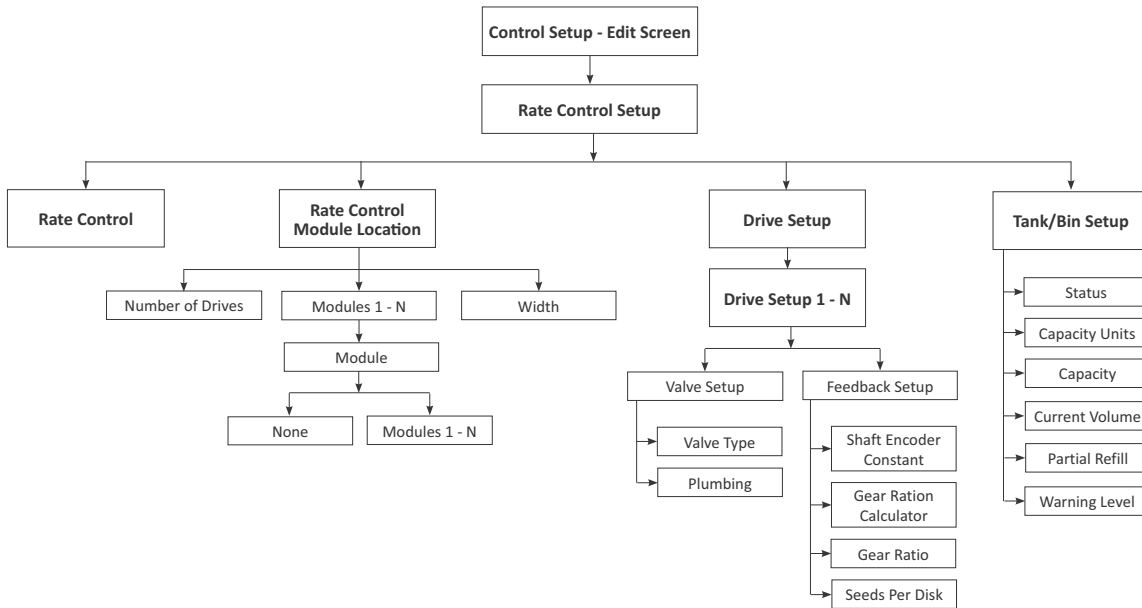 Control Setup - Edit Screen
Rate Control Setup
Rate Control
Rate Control
Module Location
Drive Setup
Tank/Bin Setup
Number of Drives
Modules 1 - N
Width
Drive Setup 1 - N
Status
Capacity Units
Module
Valve Setup
Feedback Setup
Capacity
None
Modules 1 - N
Valve Type
Shaft Encoder
Constant
Current Volume
Plumbing
Partial Refill
Gear Ration
Calculator
Warning Level
Gear Ratio
Seeds Per Disk